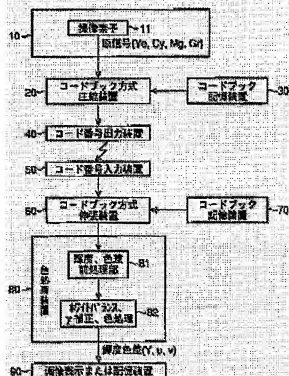 10
撮像素子
11
原信号(Ye, Cy, Mg, Gr)
20
コードブック方式
圧縮装置
コードブック
記憶装置
30
40
コード番号出力装置
50
コード番号入力装置
60
コードブック方式
伸張装置
コードブック
記憶装置
70
80
色処理装置
輝度、色差
前処理部
81
ホワイトバランス、
γ補正、色処理
82
輝度色差(Y, u, v)
90
画像表示または記憶装置